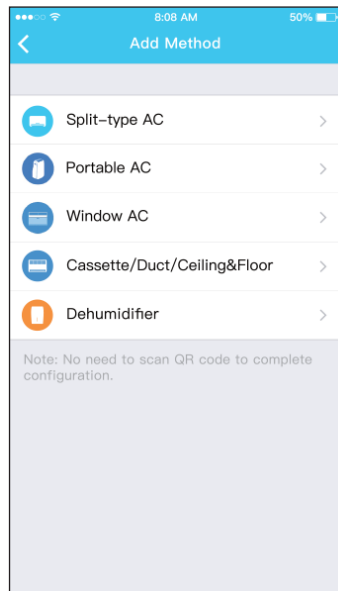 8:08 AM 50%
Add Method
Split-type AC
Portable AC
Window AC
Cassette/Duct/Ceiling&Floor
Dehumidifier
Note: No need to scan QR code to complete
configuration.